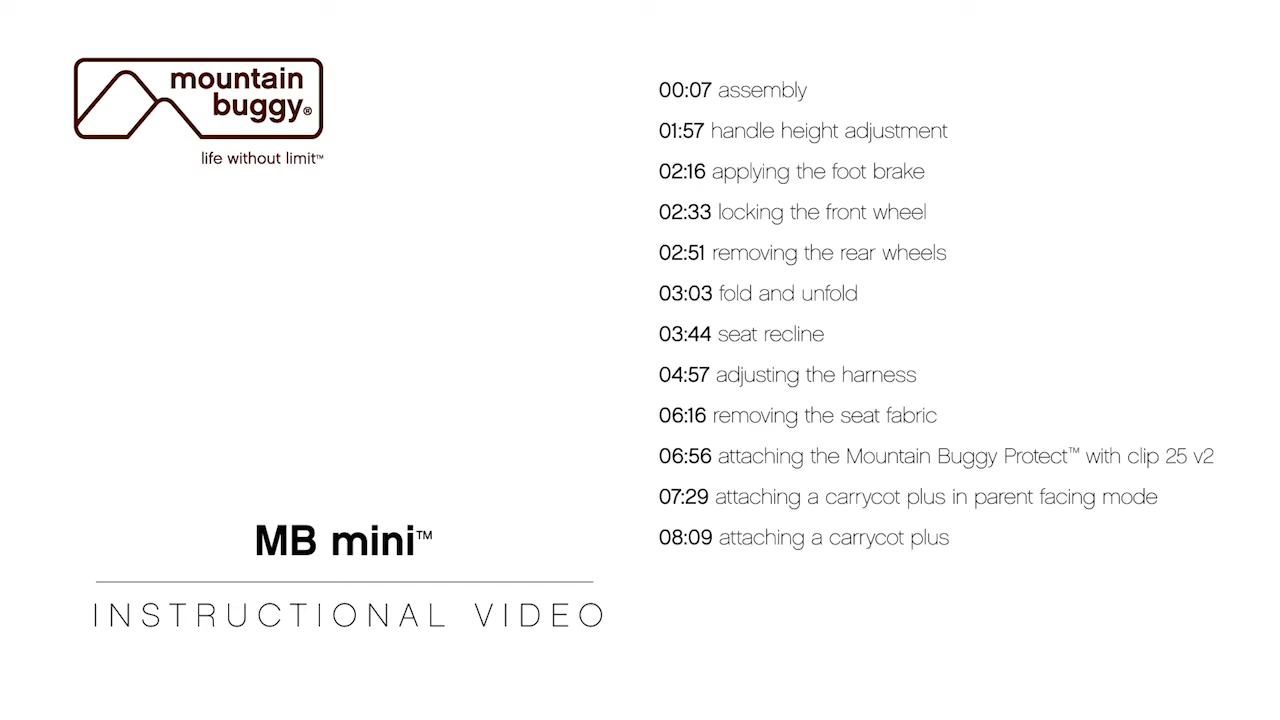 mountain
buggy®
life without limit™
MB mini™
INSTRUCTIONAL VIDEO
00:07 assembly
01:57 handle height adjustment
02:16 applying the foot brake
02:33 locking the front wheel
02:51 removing the rear wheels
03:03 fold and unfold
03:44 seat recline
04:57 adjusting the harness
06:16 removing the seat fabric
06:56 attaching the Mountain Buggy Protect™ with clip 25 v2
07:29 attaching a carrycot plus in parent facing mode
08:09 attaching a carrycot plus